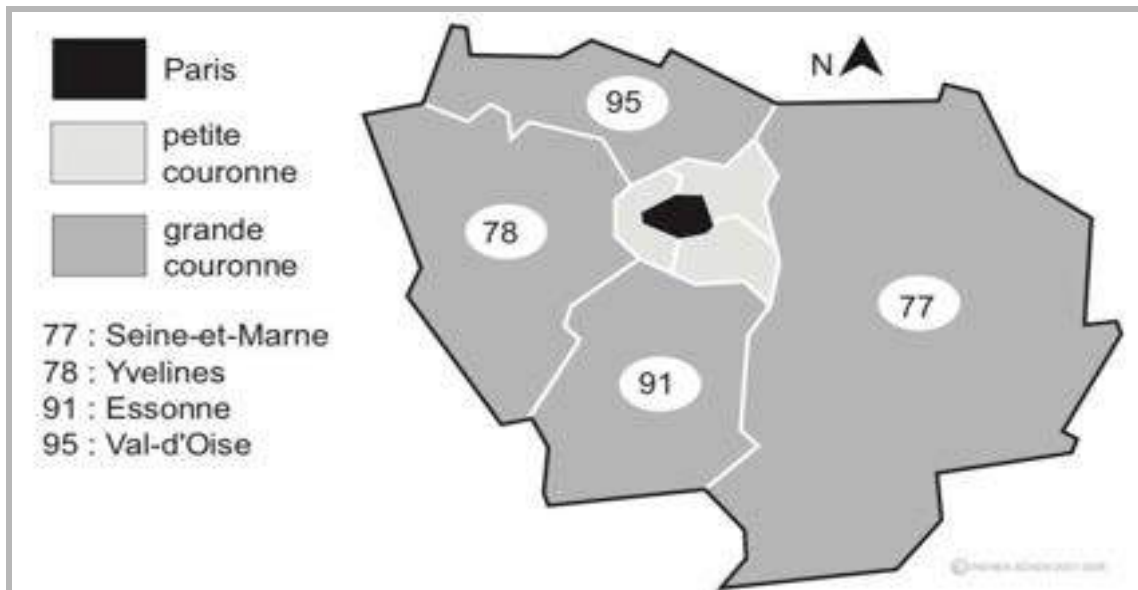 Paris
petite
couronne
grande
couronne
77 : Seine-et-Marne
78 : Yvelines
91 : Essonne
95 : Val-d'Oise
N
95
78
77
91